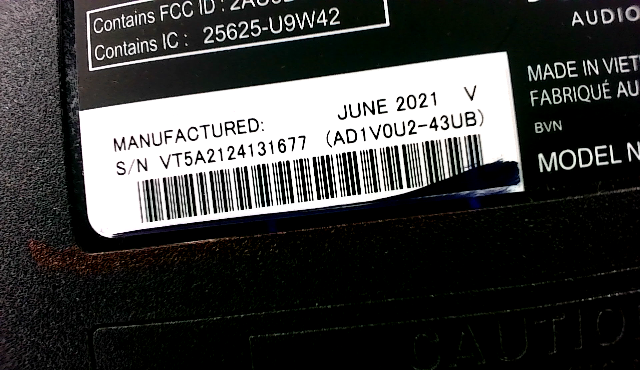 Contains FCC ID :
Contains IC : 25625-U9W42
AUDIO
MANUFACTURED: JUNE 2021 V
S/N VT5A2124131677 (AD1V0U2-43UB)
MADE IN
FABRIQUÉ AU
BVN
MODEL
CAUTIO